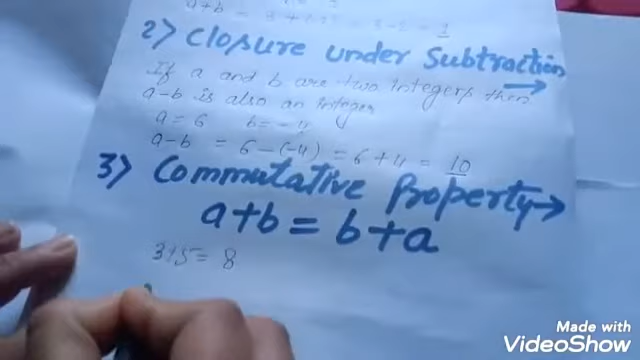 2) Closure under Subtraction →
If a and b are two integers then
a-b is also an integer
a = 6 b = -4
a-b = 6-(-4) = 6+4 = 10
3) Commutative Property →
a+b = b+a
3+5 = 8
Made with
VideoShow